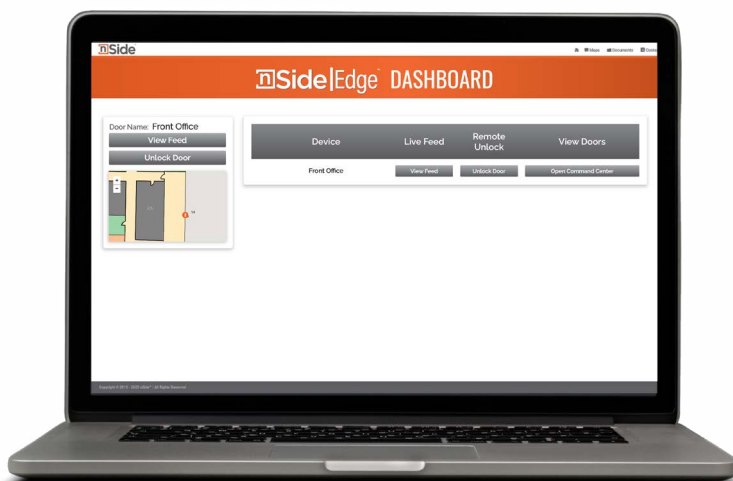 nSide
Maps Documents
nSide|Edge™ DASHBOARD
Door Name: Front Office
View Feed
Unlock Door
+
-
Device
Live Feed
Remote
Unlock
View Doors
Front Office
View Feed
Unlock Door
Open Command Center